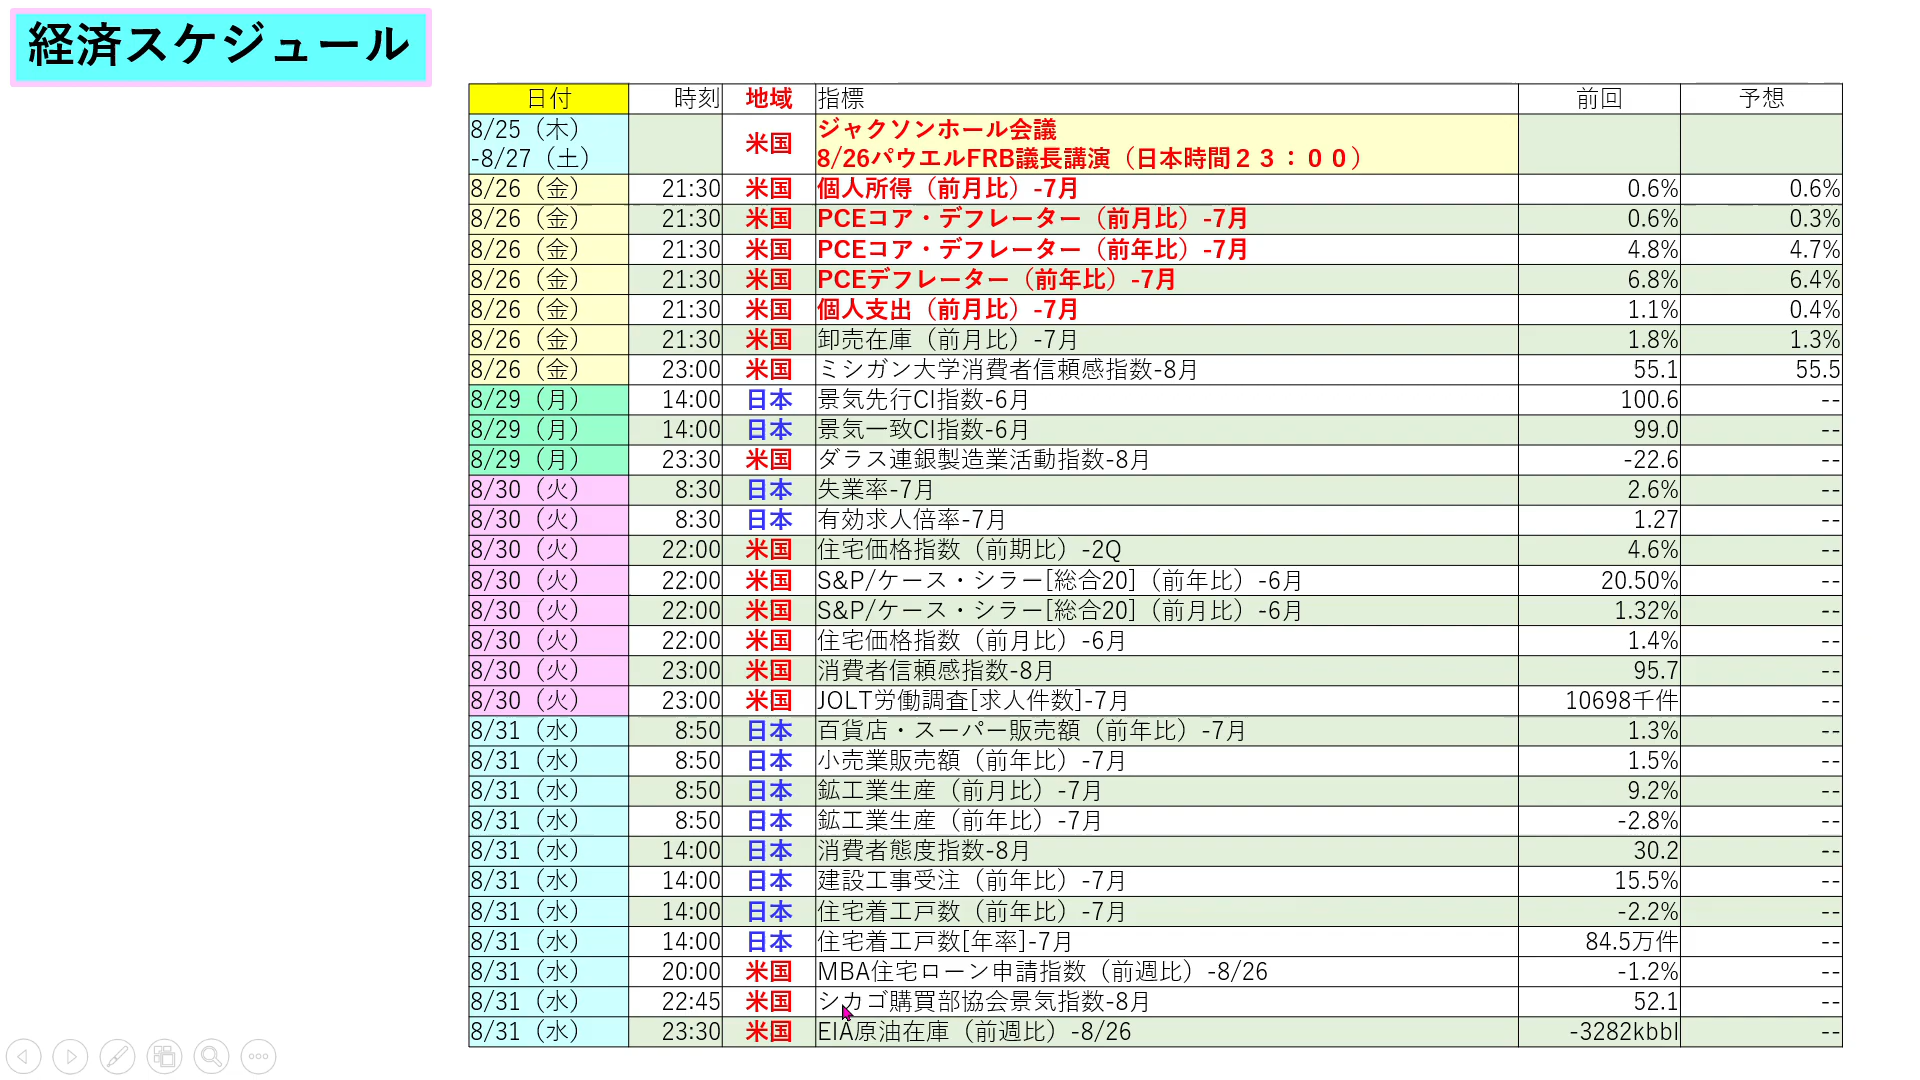 経済スケジュール
日付 時刻 地域 指標 前回 予想
8/25（木）
-8/27（土） 米国 ジャクソンホール会議
8/26パウエルFRB議長講演（日本時間２３：００）
8/26（金） 21:30 米国 個人所得（前月比）-7月 0.6% 0.6%
8/26（金） 21:30 米国 PCEコア・デフレーター（前月比）-7月 0.6% 0.3%
8/26（金） 21:30 米国 PCEコア・デフレーター（前年比）-7月 4.8% 4.7%
8/26（金） 21:30 米国 PCEデフレーター（前年比）-7月 6.8% 6.4%
8/26（金） 21:30 米国 個人支出（前月比）-7月 1.1% 0.4%
8/26（金） 21:30 米国 卸売在庫（前月比）-7月 1.8% 1.3%
8/26（金） 23:00 米国 ミシガン大学消費者信頼感指数-8月 55.1 55.5
8/29（月） 14:00 日本 景気先行CI指数-6月 100.6 --
8/29（月） 14:00 日本 景気一致CI指数-6月 99.0 --
8/29（月） 23:30 米国 ダラス連銀製造業活動指数-8月 -22.6 --
8/30（火） 8:30 日本 失業率-7月 2.6% --
8/30（火） 8:30 日本 有効求人倍率-7月 1.27 --
8/30（火） 22:00 米国 住宅価格指数（前期比）-2Q 4.6% --
8/30（火） 22:00 米国 S&P/ケース・シラー[総合20]（前年比）-6月 20.50% --
8/30（火） 22:00 米国 S&P/ケース・シラー[総合20]（前月比）-6月 1.32% --
8/30（火） 22:00 米国 住宅価格指数（前月比）-6月 1.4% --
8/30（火） 23:00 米国 消費者信頼感指数-8月 95.7 --
8/30（火） 23:00 米国 JOLT労働調査[求人件数]-7月 10698千件 --
8/31（水） 8:50 日本 百貨店・スーパー販売額（前年比）-7月 1.3% --
8/31（水） 8:50 日本 小売業販売額（前年比）-7月 1.5% --
8/31（水） 8:50 日本 鉱工業生産（前月比）-7月 9.2% --
8/31（水） 8:50 日本 鉱工業生産（前年比）-7月 -2.8% --
8/31（水） 14:00 日本 消費者態度指数-8月 30.2 --
8/31（水） 14:00 日本 建設工事受注（前年比）-7月 15.5% --
8/31（水） 14:00 日本 住宅着工戸数（前年比）-7月 -2.2% --
8/31（水） 14:00 日本 住宅着工戸数[年率]-7月 84.5万件 --
8/31（水） 20:00 米国 MBA住宅ローン申請指数（前週比）-8/26 -1.2% --
8/31（水） 22:45 米国 シカゴ購買部協会景気指数-8月 52.1 --
8/31（水） 23:30 米国 EIA原油在庫（前週比）-8/26 -3282kbbl --